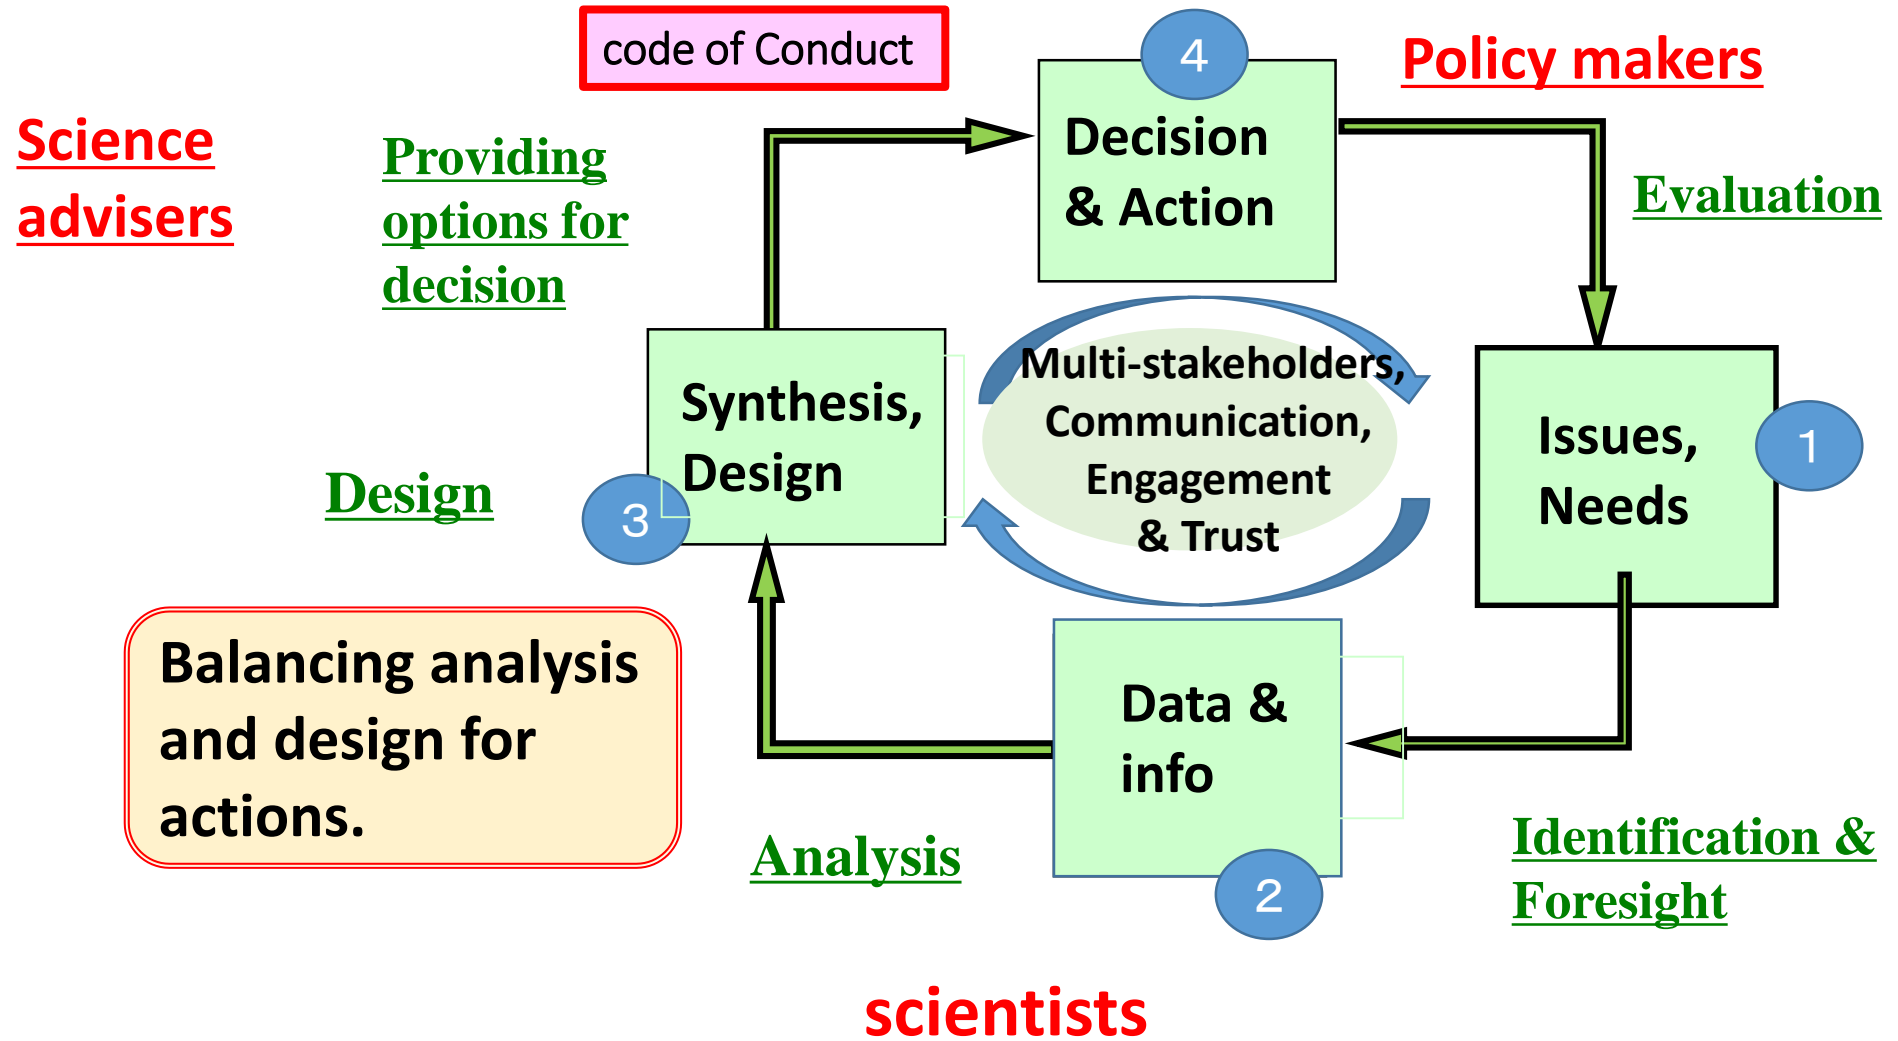 code of Conduct
4
Policy makers
Science
advisers
Providing
options for
decision
Decision
& Action
Evaluation
Synthesis,
Design
3
Design
Multi-stakeholders,
Communication,
Engagement
& Trust
Issues,
Needs
1
Balancing analysis
and design for
actions.
Data &
info
2
Analysis
Identification &
Foresight
scientists